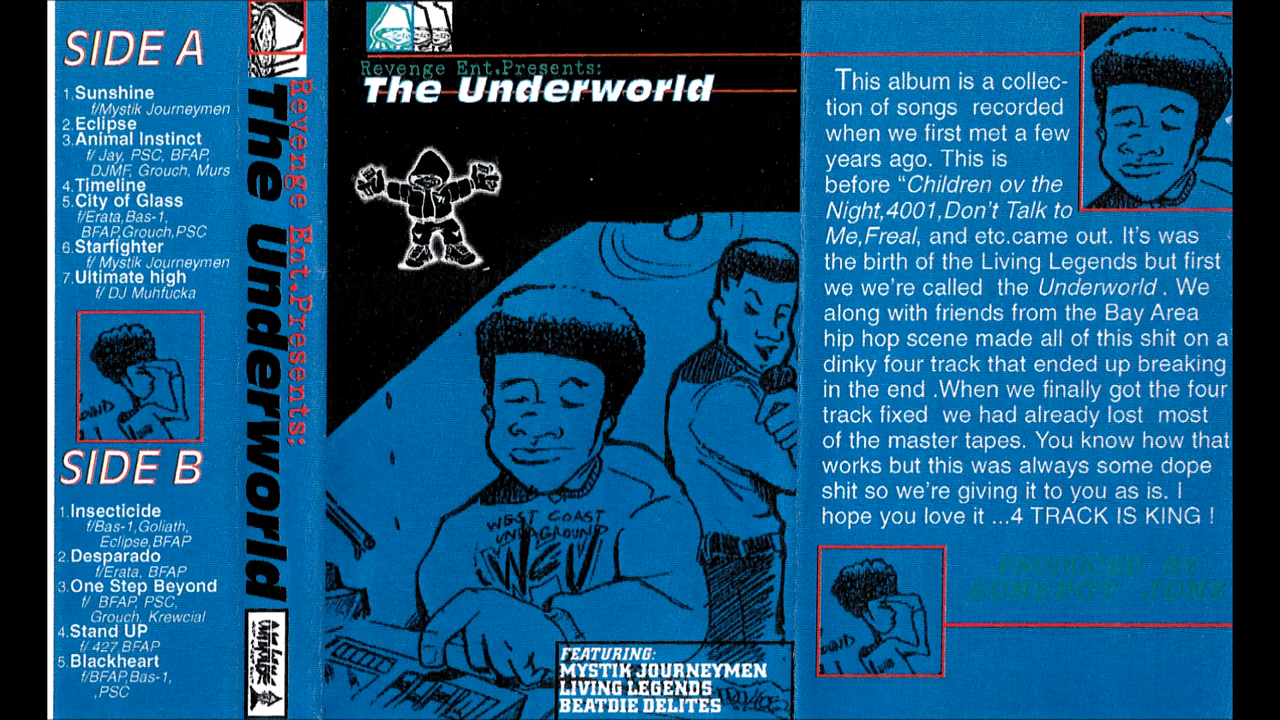 SIDE A
1. Sunshine
f/Mystik Journeymen
2. Eclipse
3. Animal Instinct
f/ Jay, PSC, BFAP,
DJMF, Grouch, Murs
4. Timeline
5. City of Glass
f/Erata,Bas-1,
BFAP,Grouch,PSC
6. Starfighter
f/ Mystik Journeymen
7. Ultimate high
f/ DJ Muhfucka
SIDE B
1. Insecticide
f/Bas-1,Goliath,
Eclipse,BFAP
2. Desparado
f/Erata, BFAP
3. One Step Beyond
f/ BFAP, PSC,
Grouch, Krewcial
4. Stand UP
f/ 427,BFAP
5. Blackheart
f/BFAP,Bas-1,
,PSC
Revenge Ent.Presents:
The Underworld
Revenge Ent.Presents:
The Underworld
WEST COAST
UNDAGROUND
WCU
FEATURING:
MYSTIK JOURNEYMEN
LIVING LEGENDS
BEATDIE DELITES
This album is a collec-
tion of songs recorded
when we first met a few
years ago. This is
before “Children ov the
Night,4001,Don't Talk to
Me,Freal, and etc.came out. It's was
the birth of the Living Legends but first
we we're called the Underworld . We
along with friends from the Bay Area
hip hop scene made all of this shit on a
dinky four track that ended up breaking
in the end .When we finally got the four
track fixed we had already lost most
of the master tapes. You know how that
works but this was always some dope
shit so we're giving it to you as is. I
hope you love it ...4 TRACK IS KING !
PRODUCED BY
SUNSPOT JONZ